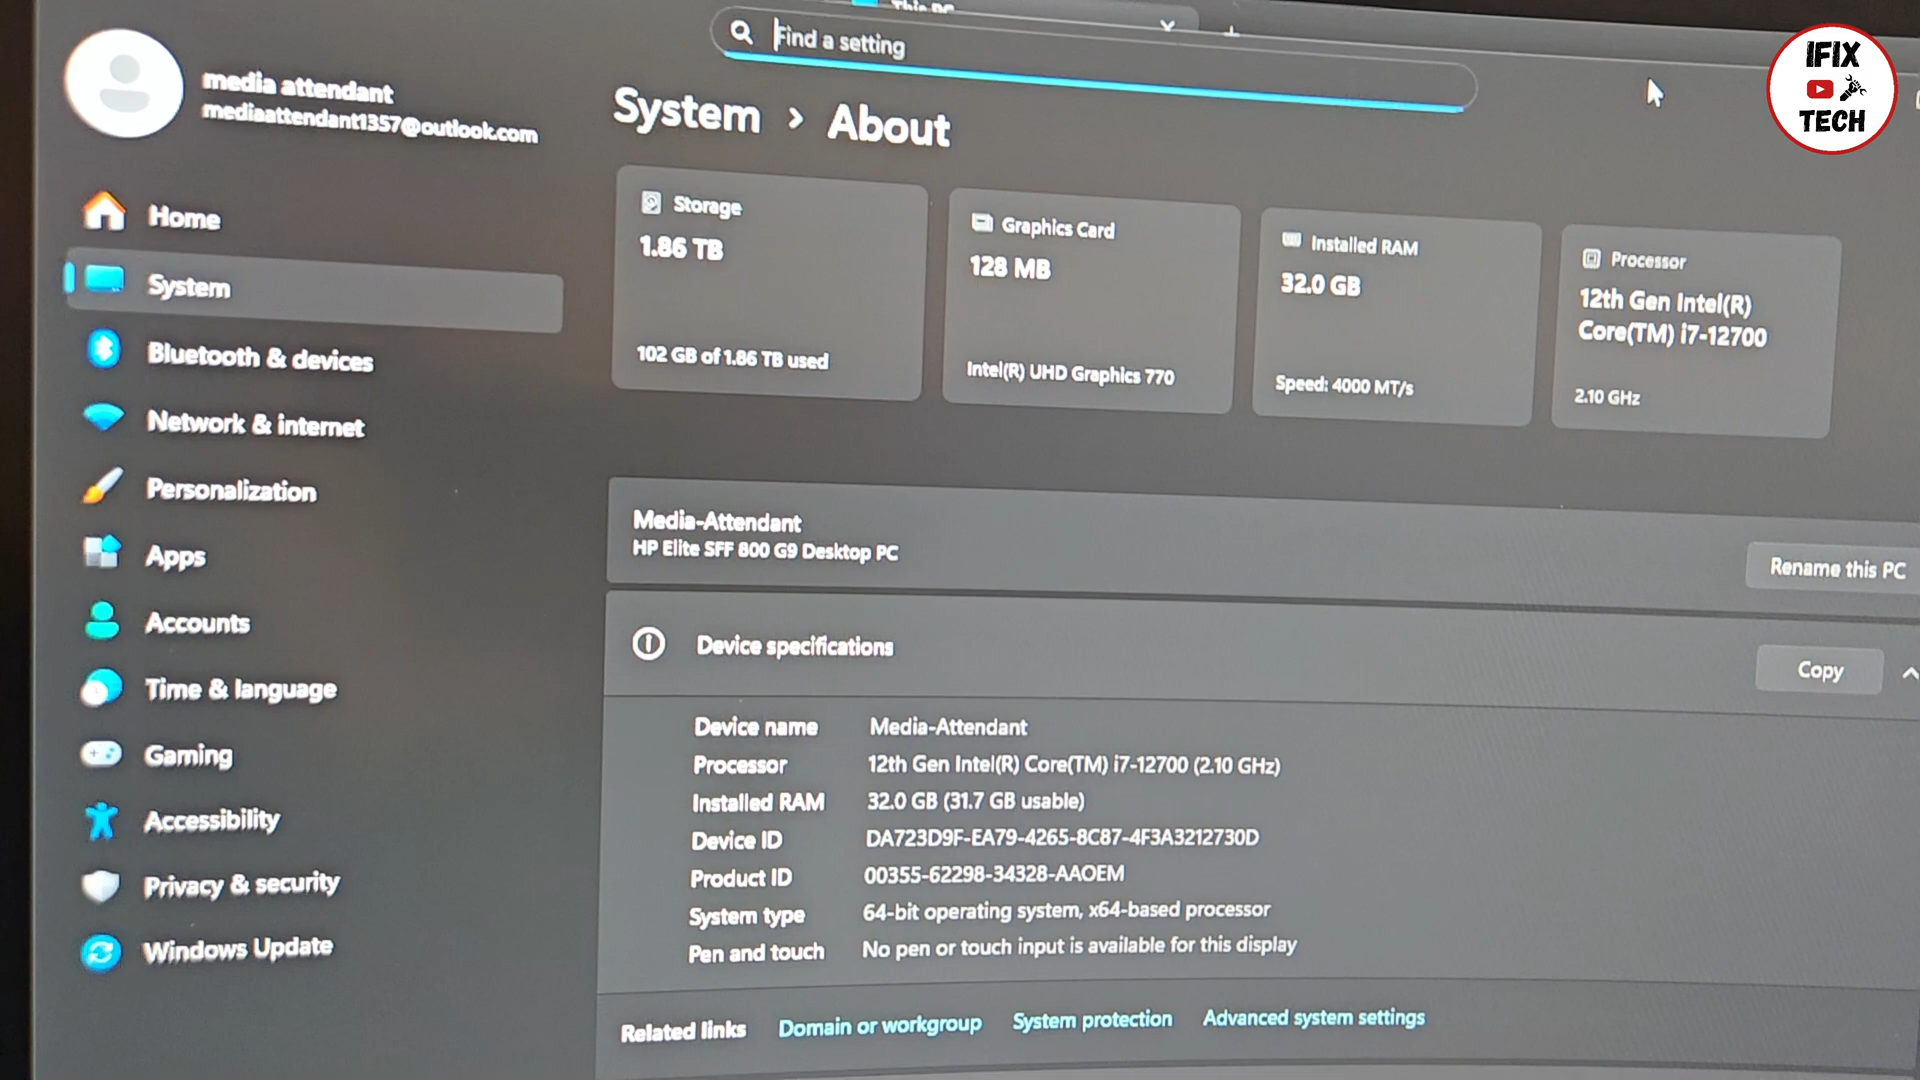 This PC
Find a setting
IFIX
TECH
media attendant
mediaattendant1357@outlook.com
System > About
Home
System
Bluetooth & devices
Network & internet
Personalization
Apps
Accounts
Time & language
Gaming
Accessibility
Privacy & security
Windows Update
Storage
1.86 TB
102 GB of 1.86 TB used
Graphics Card
128 MB
Intel(R) UHD Graphics 770
Installed RAM
32.0 GB
Speed: 4000 MT/s
Processor
12th Gen Intel(R)
Core(TM) i7-12700
2.10 GHz
Media-Attendant
HP Elite SFF 800 G9 Desktop PC
Rename this PC
Device specifications
Copy
Device name Media-Attendant
Processor 12th Gen Intel(R) Core(TM) i7-12700 (2.10 GHz)
Installed RAM 32.0 GB (31.7 GB usable)
Device ID DA723D9F-EA79-4265-8C87-4F3A3212730D
Product ID 00355-62298-34328-AAOEM
System type 64-bit operating system, x64-based processor
Pen and touch No pen or touch input is available for this display
Related links Domain or workgroup System protection Advanced system settings